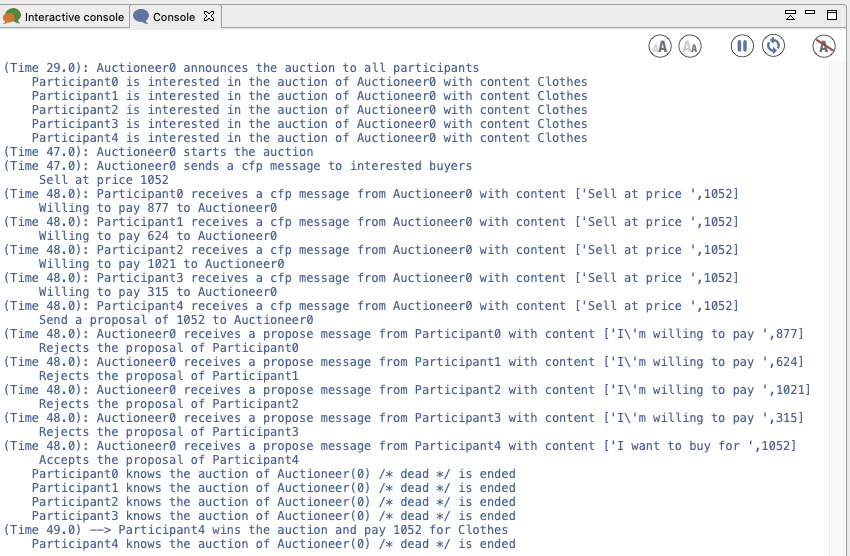 Interactive console
Console
(Time 29.0): Auctioneer0 announces the auction to all participants
Participant0 is interested in the auction of Auctioneer0 with content Clothes
Participant1 is interested in the auction of Auctioneer0 with content Clothes
Participant2 is interested in the auction of Auctioneer0 with content Clothes
Participant3 is interested in the auction of Auctioneer0 with content Clothes
Participant4 is interested in the auction of Auctioneer0 with content Clothes
(Time 47.0): Auctioneer0 starts the auction
(Time 47.0): Auctioneer0 sends a cfp message to interested buyers
Sell at price 1052
(Time 48.0): Participant0 receives a cfp message from Auctioneer0 with content ['Sell at price ',1052]
Willing to pay 877 to Auctioneer0
(Time 48.0): Participant1 receives a cfp message from Auctioneer0 with content ['Sell at price ',1052]
Willing to pay 624 to Auctioneer0
(Time 48.0): Participant2 receives a cfp message from Auctioneer0 with content ['Sell at price ',1052]
Willing to pay 1021 to Auctioneer0
(Time 48.0): Participant3 receives a cfp message from Auctioneer0 with content ['Sell at price ',1052]
Willing to pay 315 to Auctioneer0
(Time 48.0): Participant4 receives a cfp message from Auctioneer0 with content ['Sell at price ',1052]
Send a proposal of 1052 to Auctioneer0
(Time 48.0): Auctioneer0 receives a propose message from Participant0 with content ['I\'m willing to pay ',877]
Rejects the proposal of Participant0
(Time 48.0): Auctioneer0 receives a propose message from Participant1 with content ['I\'m willing to pay ',624]
Rejects the proposal of Participant1
(Time 48.0): Auctioneer0 receives a propose message from Participant2 with content ['I\'m willing to pay ',1021]
Rejects the proposal of Participant2
(Time 48.0): Auctioneer0 receives a propose message from Participant3 with content ['I\'m willing to pay ',315]
Rejects the proposal of Participant3
(Time 48.0): Auctioneer0 receives a propose message from Participant4 with content ['I want to buy for ',1052]
Accepts the proposal of Participant4
Participant0 knows the auction of Auctioneer(0) /* dead */ is ended
Participant1 knows the auction of Auctioneer(0) /* dead */ is ended
Participant2 knows the auction of Auctioneer(0) /* dead */ is ended
Participant3 knows the auction of Auctioneer(0) /* dead */ is ended
(Time 49.0) --> Participant4 wins the auction and pay 1052 for Clothes
Participant4 knows the auction of Auctioneer(0) /* dead */ is ended